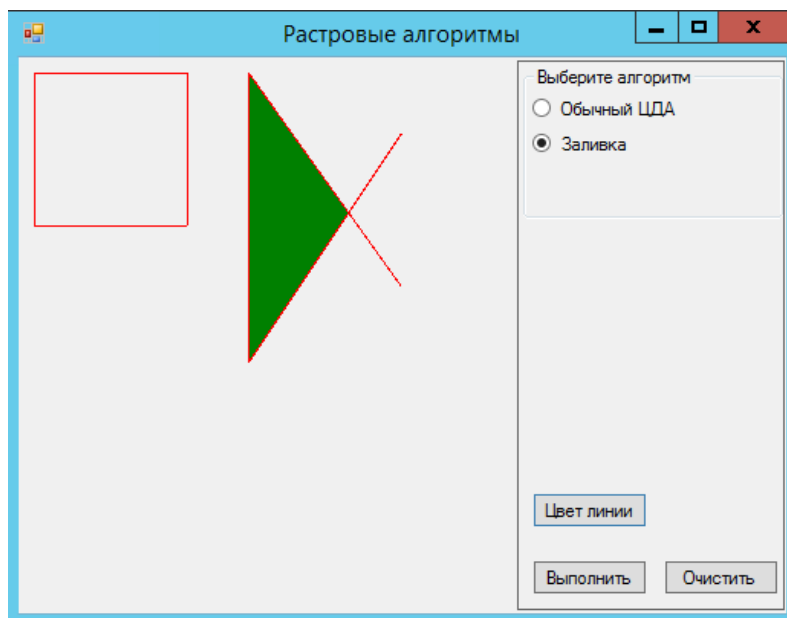 Растровые алгоритмы
Выберите алгоритм
Обычный ЦДА
Заливка
Цвет линии
Выполнить
Очистить